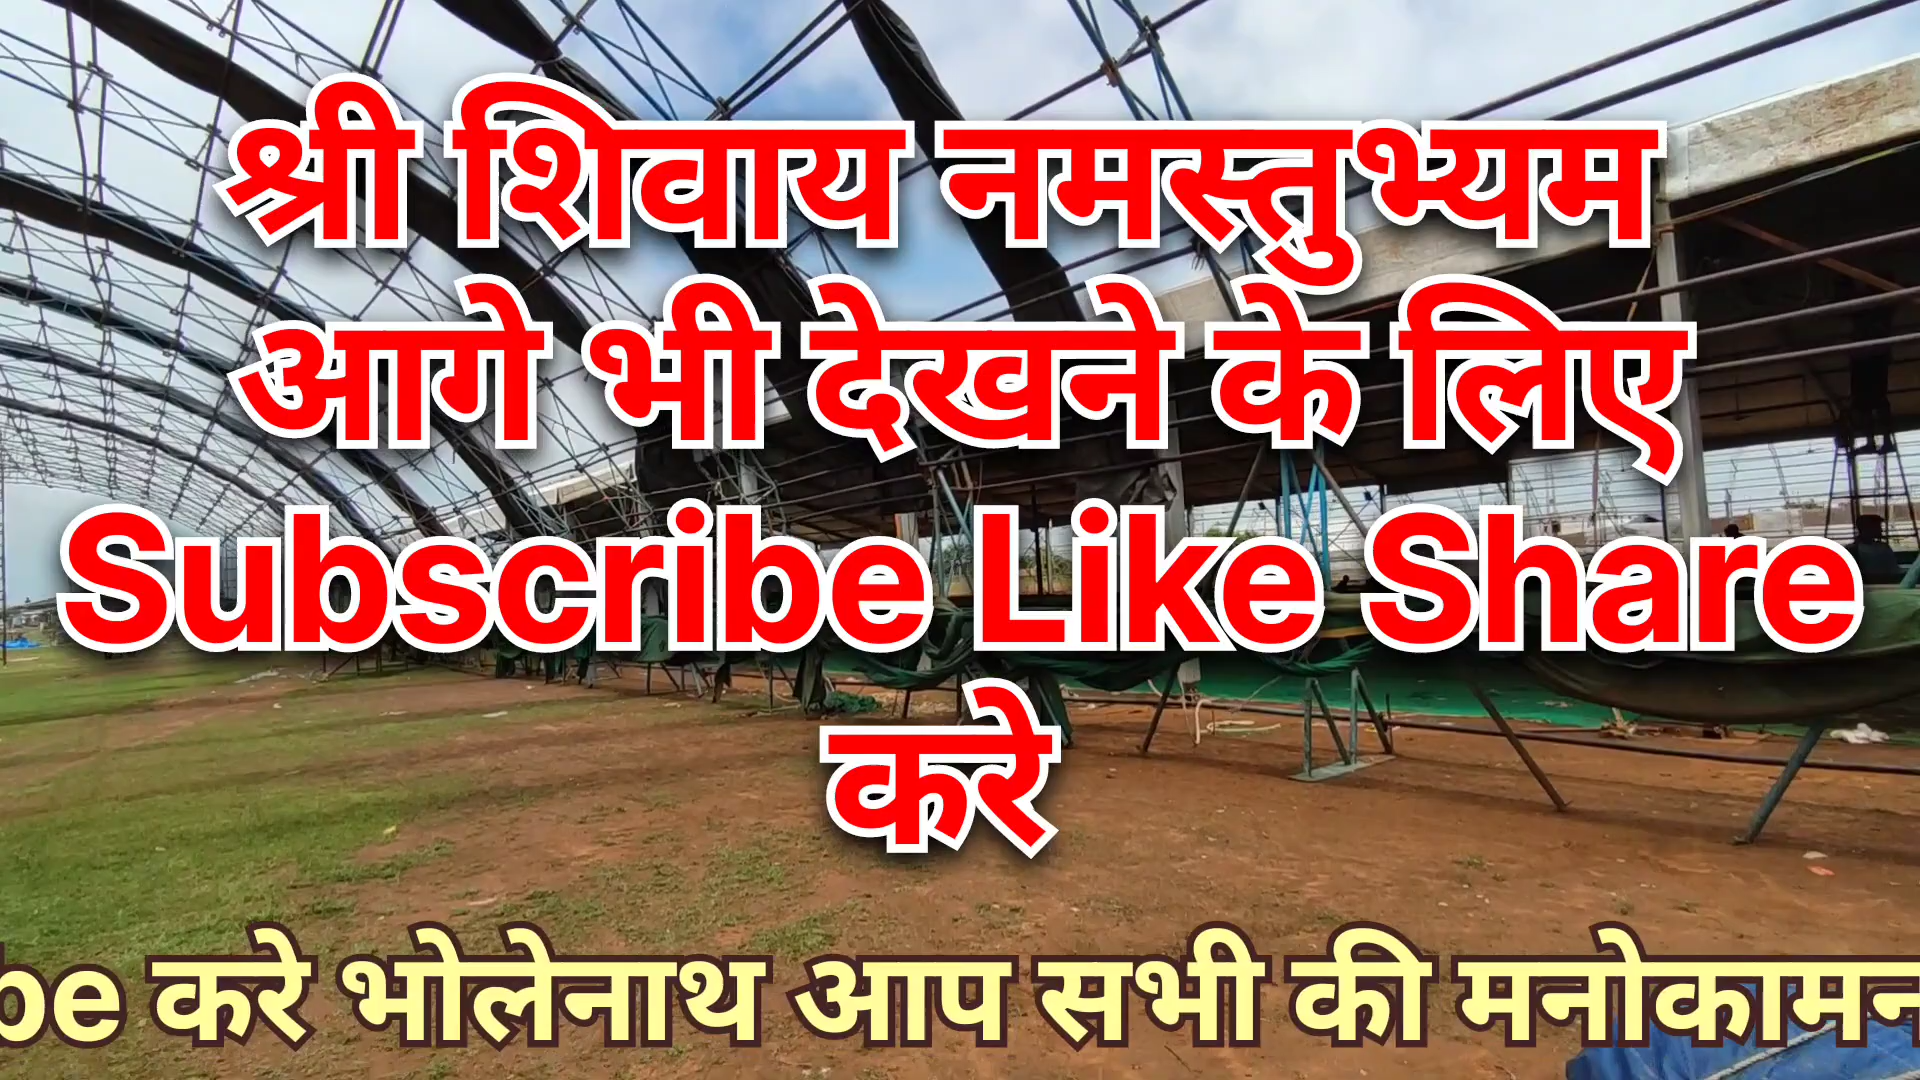 श्री शिवाय नमस्तुभ्यम
आगे भी देखने के लिए
Subscribe Like Share
करे
be करे भोलेनाथ आप सभी की मनोकामन